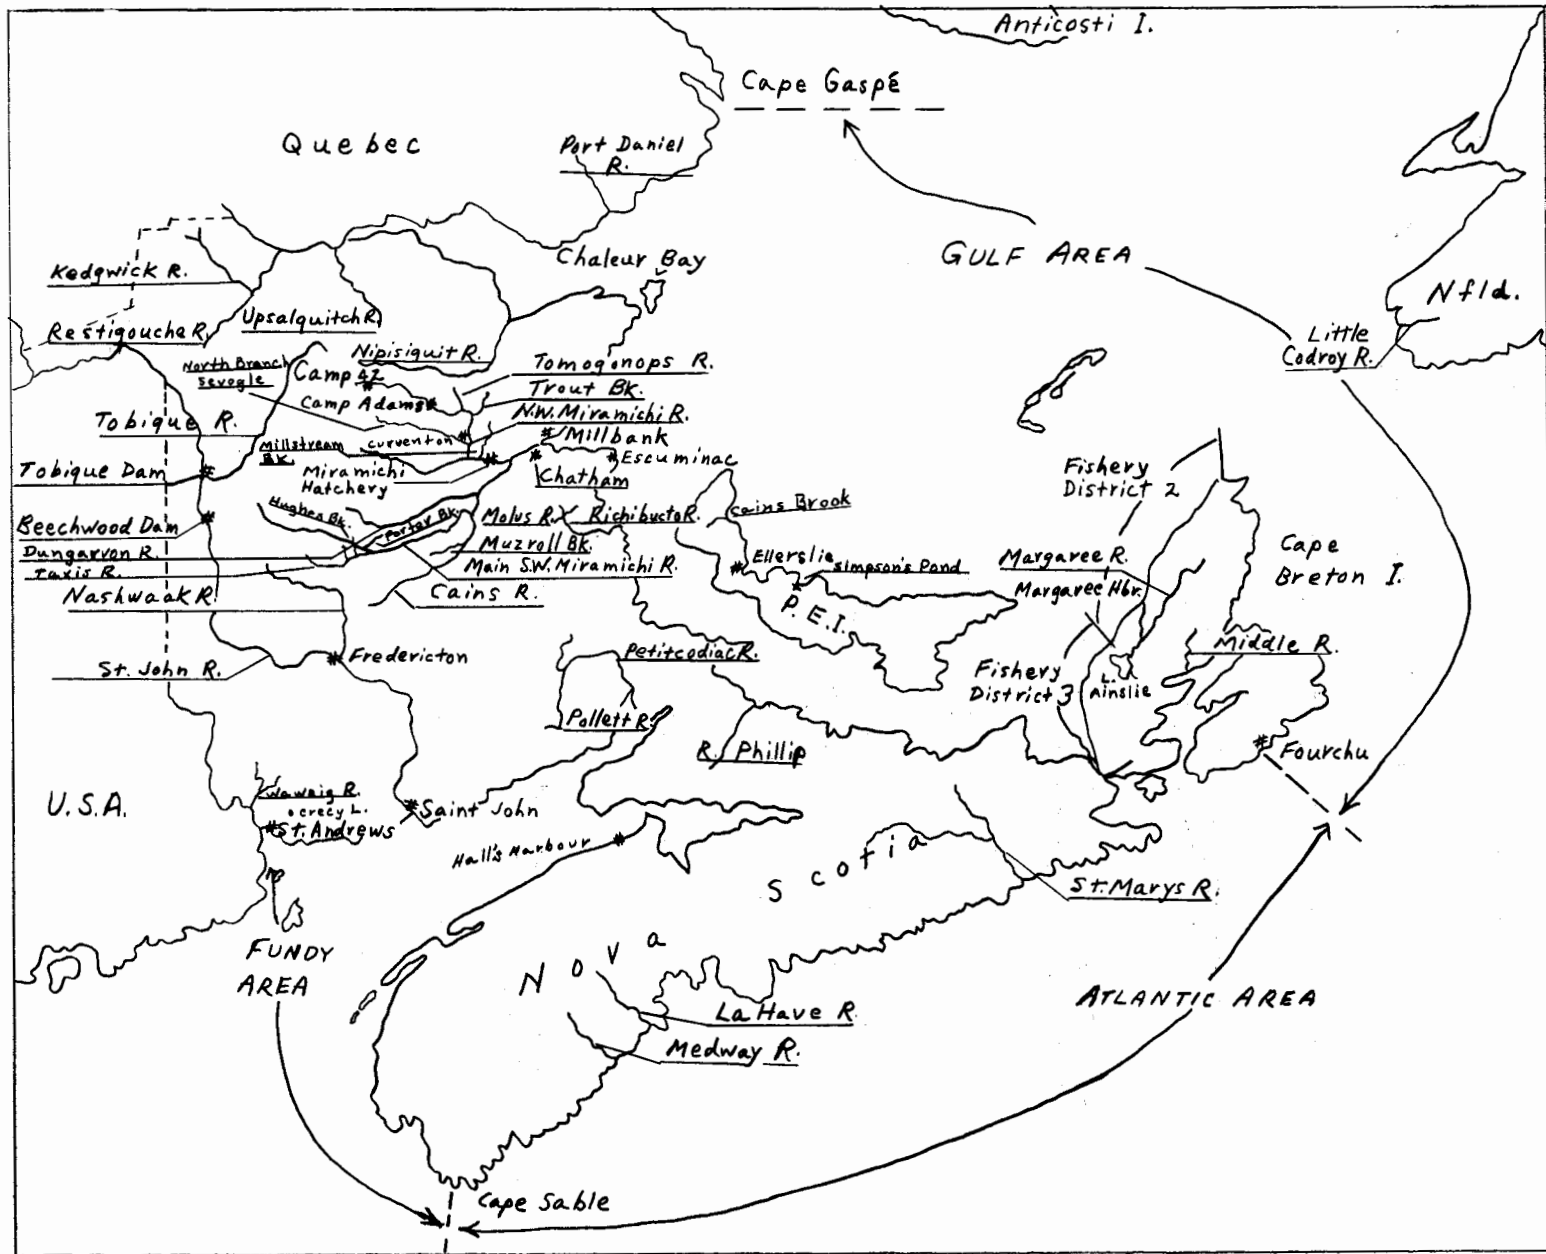 Anticosti I.
Cape Gaspé
Quebec
Port Daniel
R.
Chaleur Bay
GULF AREA
Kedgwick R.
Nfld.
Restigouche R.
Upsalquitch R.
Little
Codroy R.
Nipisiquit R.
North Branch
Sevogle
Camp 42
Tomogonops R.
Camp Adams
Trout Bk.
Tobique R.
N.W. Miramichi R.
Millstream
Bk.
Curventon
Millbank
Escuminac
Tobique Dam
Miramichi
Hatchery
Chatham
Fishery
District 2
Hughes Bk.
Porter Bk.
Molus R.
Richibucto R.
Cains Brook
Beechwood Dam
Dungarvon R.
Muzroll Bk.
Ellerslie
Simpson's Pond
Margaree R.
Cape
Breton I.
Taxis R.
Main S.W. Miramichi R.
Margaree Hbr.
Nashwaak R.
Cains R.
P.E.I.
St. John R.
Fredericton
Petitcodiac R.
Middle R.
Fishery
District 3
L.
Ainslie
Pollett R.
R. Phillip
Fourchu
U.S.A.
Waweig R.
Crecy L.
St. Andrews
Saint John
Hall's Harbour
Nova Scotia
St. Marys R.
FUNDY
AREA
ATLANTIC AREA
La Have R.
Medway R.
Cape Sable